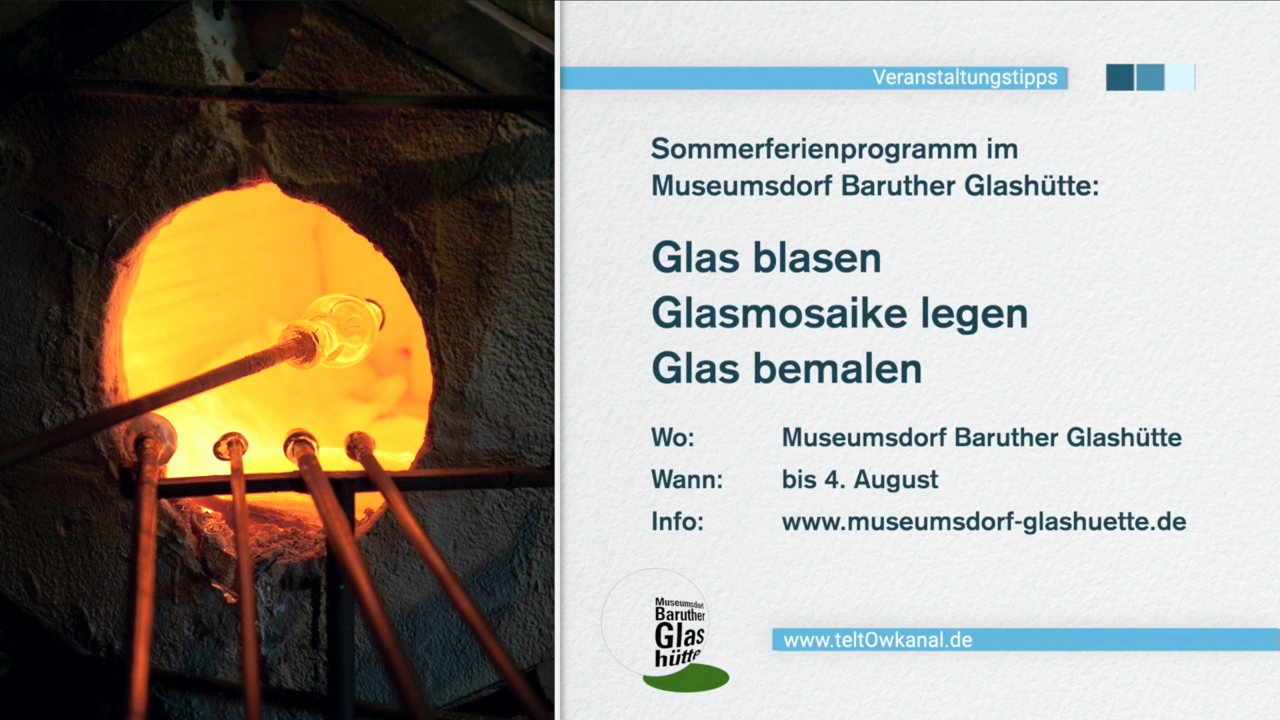 Veranstaltungstipps
Sommerferienprogramm im
Museumsdorf Baruther Glashütte:
Glas blasen
Glasmosaike legen
Glas bemalen
Wo: Museumsdorf Baruther Glashütte
Wann: bis 4. August
Info: www.museumsdorf-glashuette.de
Museumsdorf
Baruther
Glas
hütte
www.teltOwkanal.de